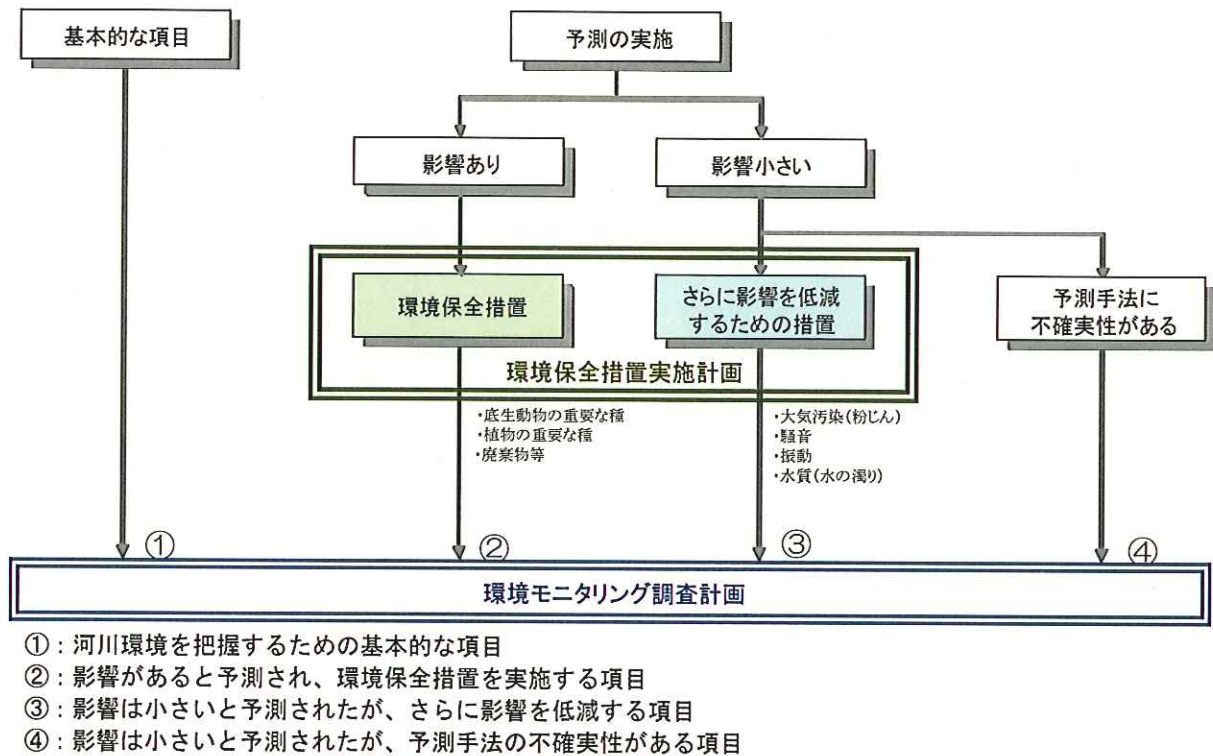 基本的な項目
予測の実施
影響あり
影響小さい
環境保全措置
さらに影響を低減
するための措置
予測手法に
不確実性がある
環境保全措置実施計画
・底生動物の重要な種
・植物の重要な種
・廃棄物等
・大気汚染(粉じん)
・騒音
・振動
・水質(水の濁り)
①
②
③
④
環境モニタリング調査計画
①:河川環境を把握するための基本的な項目
②:影響があると予測され、環境保全措置を実施する項目
③:影響は小さいと予測されたが、さらに影響を低減する項目
④:影響は小さいと予測されたが、予測手法の不確実性がある項目